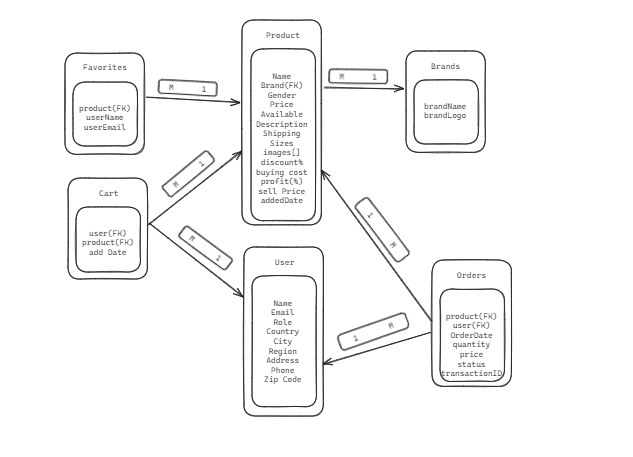 Product
Name
Brand(FK)
Gender
Price
Available
Description
Shipping
Sizes
images[]
discount%
buying cost
profit(%)
sell Price
addedDate
Favorites
product(FK)
userName
userEmail
M 1
M 1
Brands
brandName
brandLogo
Cart
user(FK)
product(FK)
add Date
M 1
M 1
1 M
User
Name
Email
Role
Country
City
Region
Address
Phone
Zip Code
1 M
Orders
product(FK)
user(FK)
OrderDate
quantity
price
status
transactionID